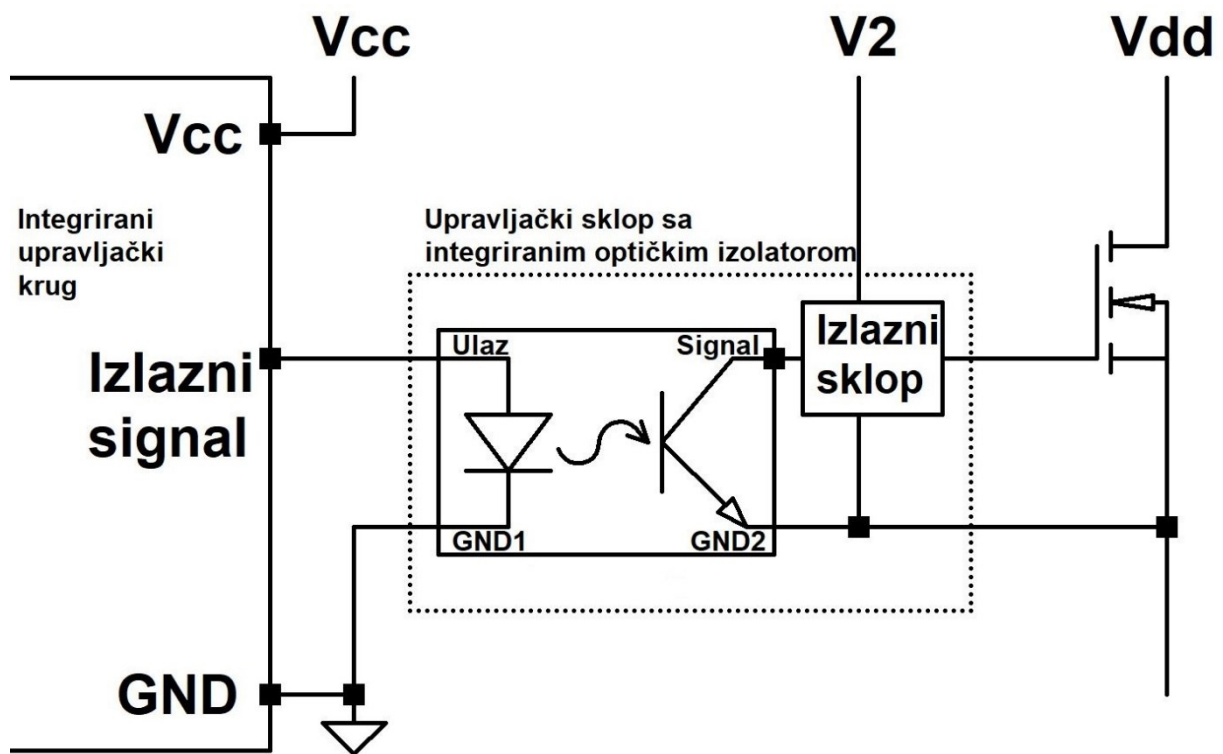 Vcc
V2
Vdd
Vcc
Integrirani
upravljački
krug
Upravljački sklop sa
integriranim optičkim izolatorom
Ulaz
Signal
Izlazni
sklop
Izlazni
signal
GND1
GND2
GND